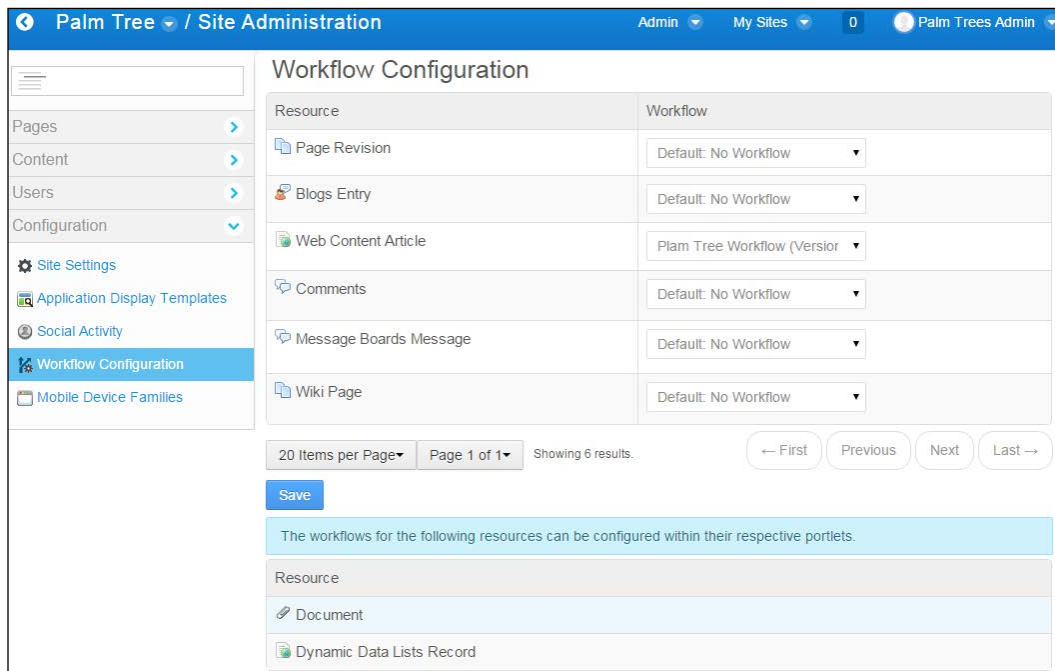 Palm Tree / Site Administration
Admin
My Sites
0
Palm Trees Admin
Pages
Content
Users
Configuration
Site Settings
Application Display Templates
Social Activity
Workflow Configuration
Mobile Device Families
Workflow Configuration
Resource Workflow
Page Revision Default: No Workflow
Blogs Entry Default: No Workflow
Web Content Article Plam Tree Workflow (Version
Comments Default: No Workflow
Message Boards Message Default: No Workflow
Wiki Page Default: No Workflow
20 Items per Page Page 1 of 1 Showing 6 results. ← First Previous Next Last →
Save
The workflows for the following resources can be configured within their respective portlets.
Resource
Document
Dynamic Data Lists Record